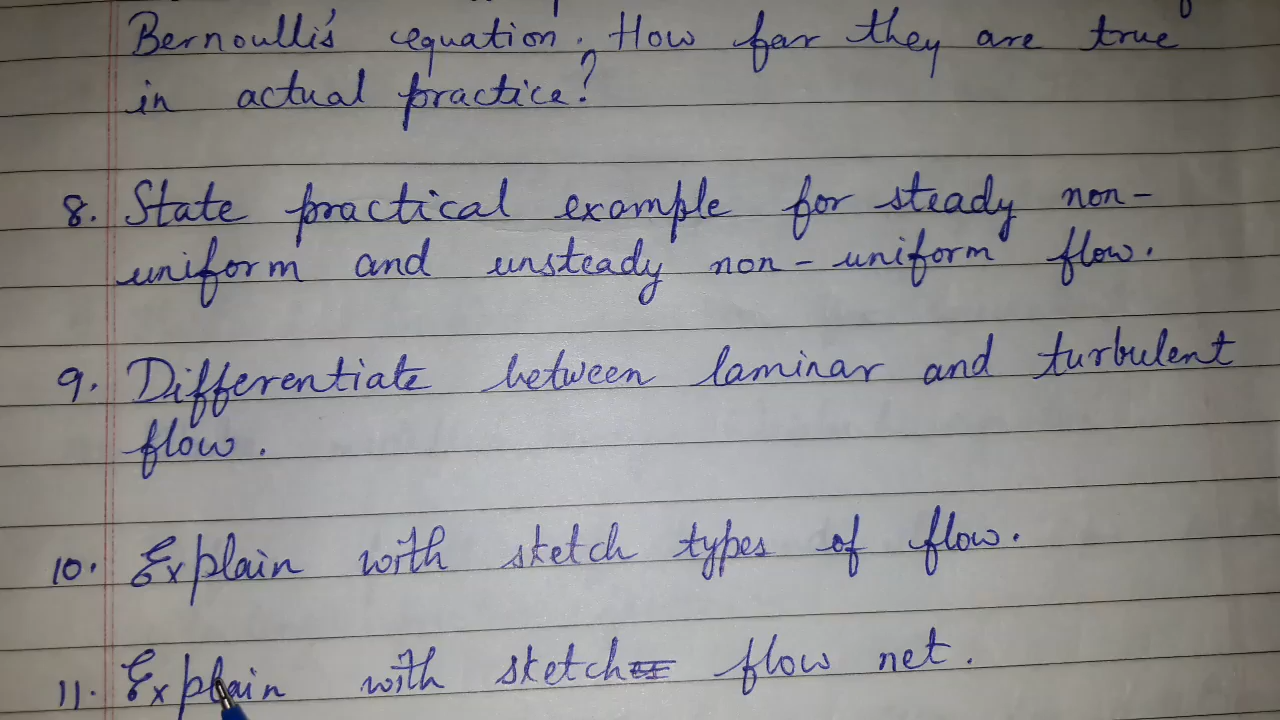 Bernoulli's equation. How far they are true
in actual practice?
8. State practical example for steady non-
uniform and unsteady non-uniform flow.
9. Differentiate between laminar and turbulent
flow.
10. Explain with sketch types of flow.
11. Explain with sketch flow net.